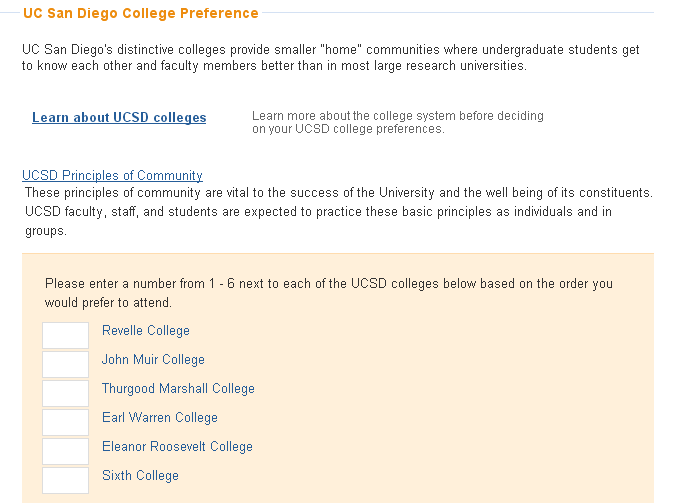 UC San Diego College Preference
UC San Diego's distinctive colleges provide smaller "home" communities where undergraduate students get
to know each other and faculty members better than in most large research universities.
Learn about UCSD colleges
Learn more about the college system before deciding
on your UCSD college preferences.
UCSD Principles of Community
These principles of community are vital to the success of the University and the well being of its constituents.
UCSD faculty, staff, and students are expected to practice these basic principles as individuals and in
groups.
Please enter a number from 1 - 6 next to each of the UCSD colleges below based on the order you
would prefer to attend.
Revelle College
John Muir College
Thurgood Marshall College
Earl Warren College
Eleanor Roosevelt College
Sixth College